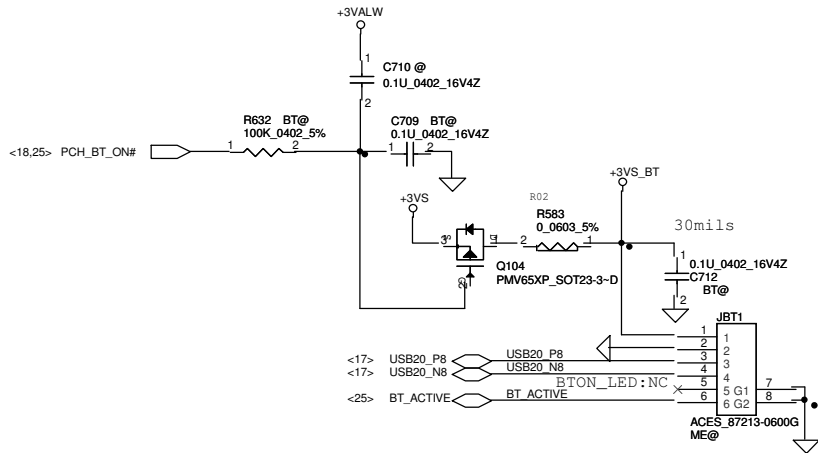 +3VALW
1
C710 @
0.1U_0402_16V4Z
2
R632 BT@
100K_0402_5%
C709 BT@
0.1U_0402_16V4Z
<18,25> PCH_BT_ON#
1 2
1 2
+3VS
+3VS_BT
R02
R583
0_0603_5%
30mils
3 S
D 1
2 1
G 2
Q104
PMV65XP_SOT23-3~D
1
0.1U_0402_16V4Z
C712
BT@
2
JBT1
1 1
2 2
<17> USB20_P8 USB20_P8 3 3
<17> USB20_N8 USB20_N8 4 4
BTON_LED:NC 5 5 G1 7
<25> BT_ACTIVE BT_ACTIVE 6 6 G2 8
ACES_87213-0600G
ME@